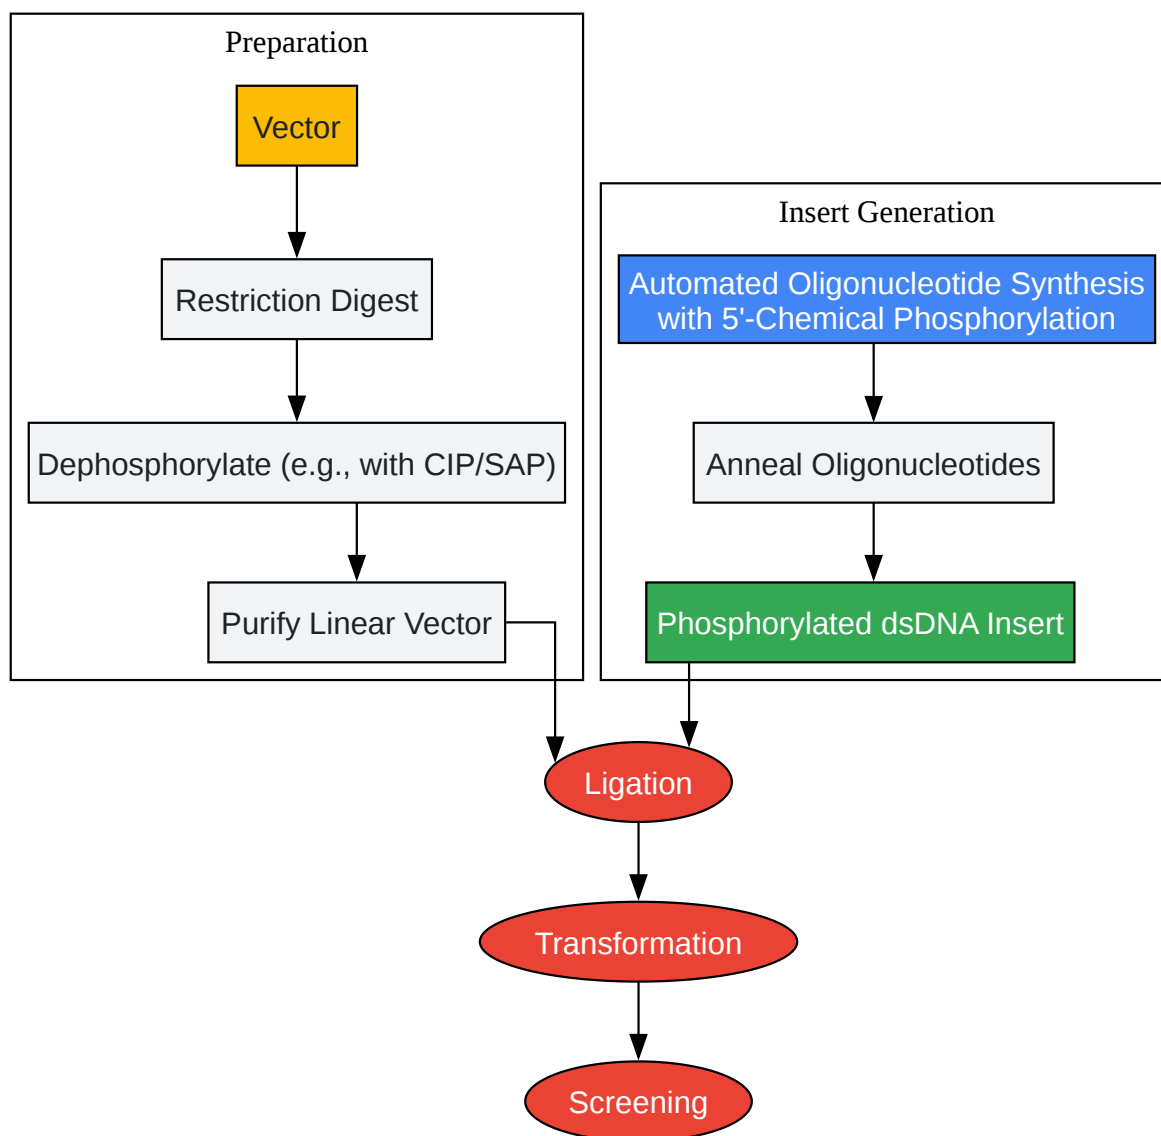 Preparation
Vector
Restriction Digest
Dephosphorylate (e.g., with CIP/SAP)
Purify Linear Vector
Insert Generation
Automated Oligonucleotide Synthesis
with 5'-Chemical Phosphorylation
Anneal Oligonucleotides
Phosphorylated dsDNA Insert
Ligation
Transformation
Screening